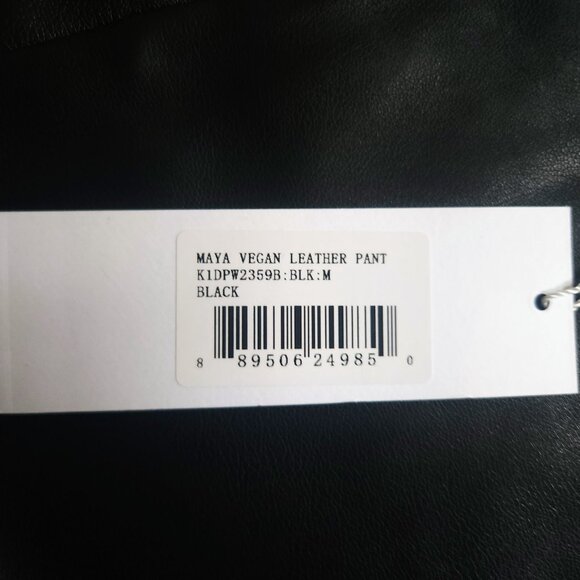 MAYA VEGAN LEATHER PANT
K1DPW2359B:BLK:M
BLACK
8 89506 24985 0